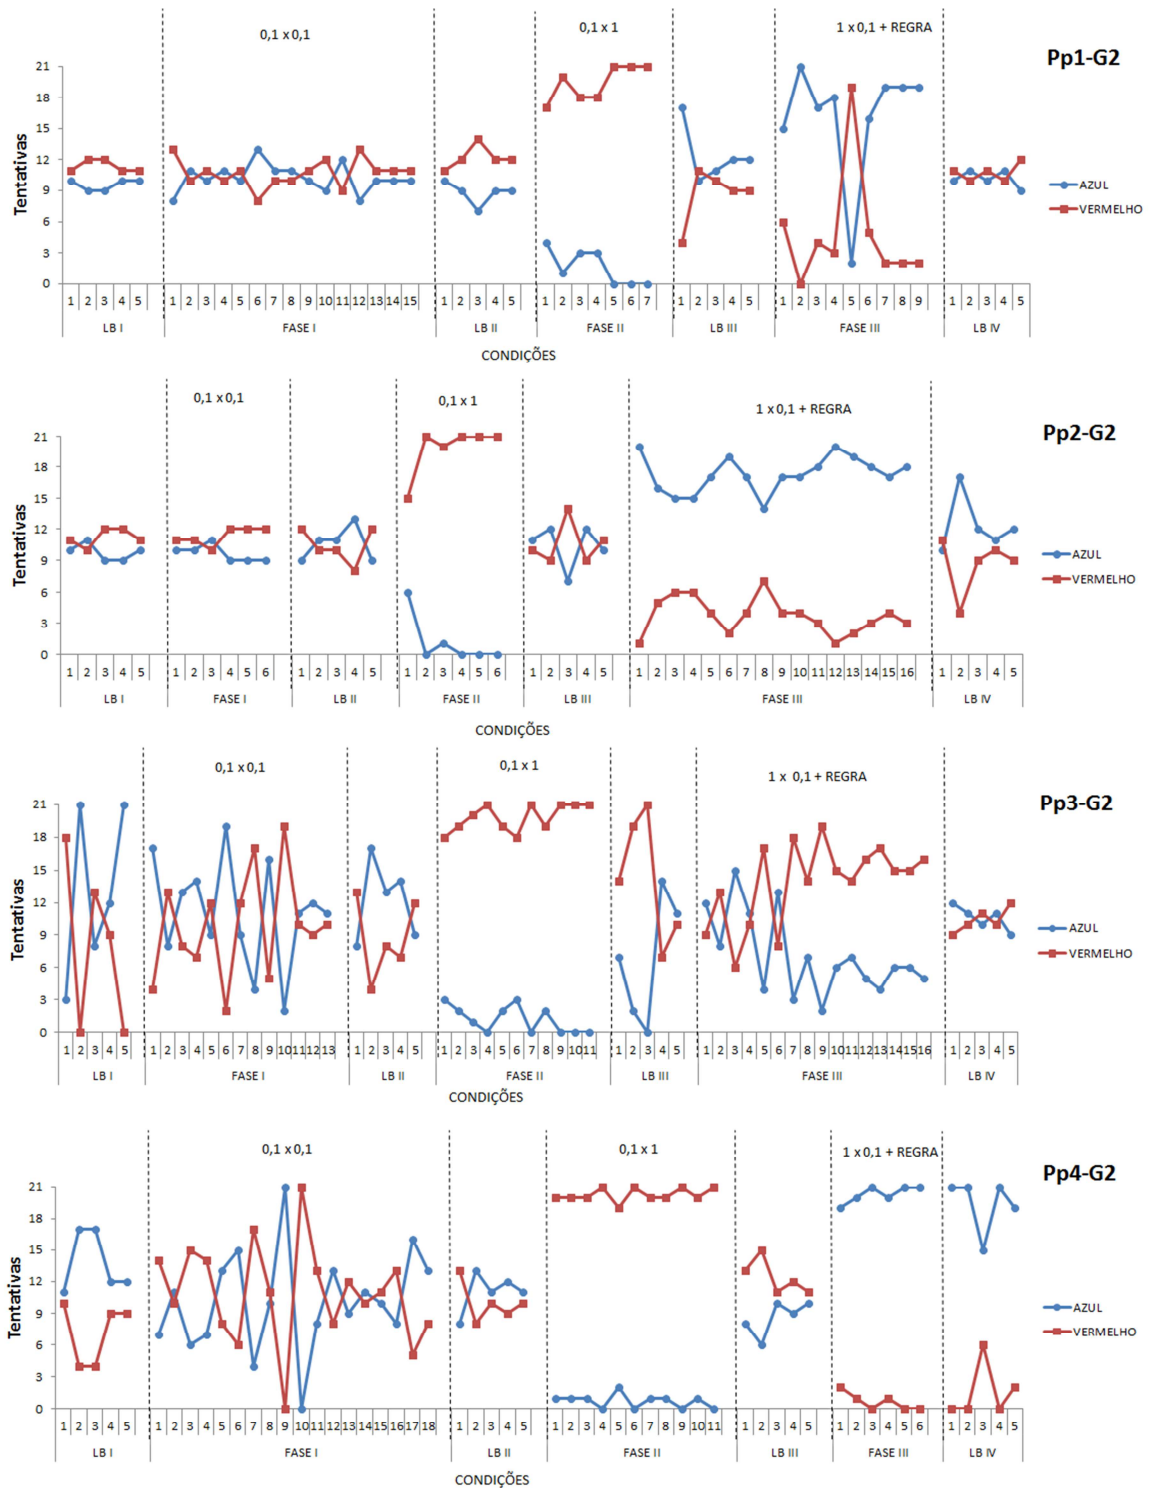 0,1 x 0,1
0,1 x 1
1 x 0,1 + REGRA
Pp1-G2
Tentativas
21
18
15
12
9
6
3
0
AZUL
VERMELHO
1 2 3 4 5 1 2 3 4 5 6 7 8 9 10 11 12 13 14 15 1 2 3 4 5 1 2 3 4 5 6 7 1 2 3 4 5 1 2 3 4 5 6 7 8 9 1 2 3 4 5
LB I FASE I LB II FASE II LB III FASE III LB IV
CONDIÇÕES
0,1 x 0,1
0,1 x 1
1 x 0,1 + REGRA
Pp2-G2
Tentativas
21
18
15
12
9
6
3
0
AZUL
VERMELHO
1 2 3 4 5 1 2 3 4 5 6 1 2 3 4 5 1 2 3 4 5 6 1 2 3 4 5 1 2 3 4 5 6 7 8 9 10 11 12 13 14 15 16 1 2 3 4 5
LB I FASE I LB II FASE II LB III FASE III LB IV
CONDIÇÕES
0,1 x 0,1
0,1 x 1
1 x 0,1 + REGRA
Pp3-G2
Tentativas
21
18
15
12
9
6
3
0
AZUL
VERMELHO
1 2 3 4 5 1 2 3 4 5 6 7 8 9 10 11 12 13 1 2 3 4 5 1 2 3 4 5 6 7 8 9 10 11 1 2 3 4 5 1 2 3 4 5 6 7 8 9 10 11 12 13 14 15 16 1 2 3 4 5
LB I FASE I LB II FASE II LB III FASE III LB IV
CONDIÇÕES
0,1 x 0,1
0,1 x 1
1 x 0,1 + REGRA
Pp4-G2
Tentativas
21
18
15
12
9
6
3
0
AZUL
VERMELHO
1 2 3 4 5 1 2 3 4 5 6 7 8 9 10 11 12 13 14 15 16 17 18 1 2 3 4 5 1 2 3 4 5 6 7 8 9 10 11 1 2 3 4 5 1 2 3 4 5 6 1 2 3 4 5
LB I FASE I LB II FASE II LB III FASE III LB IV
CONDIÇÕES